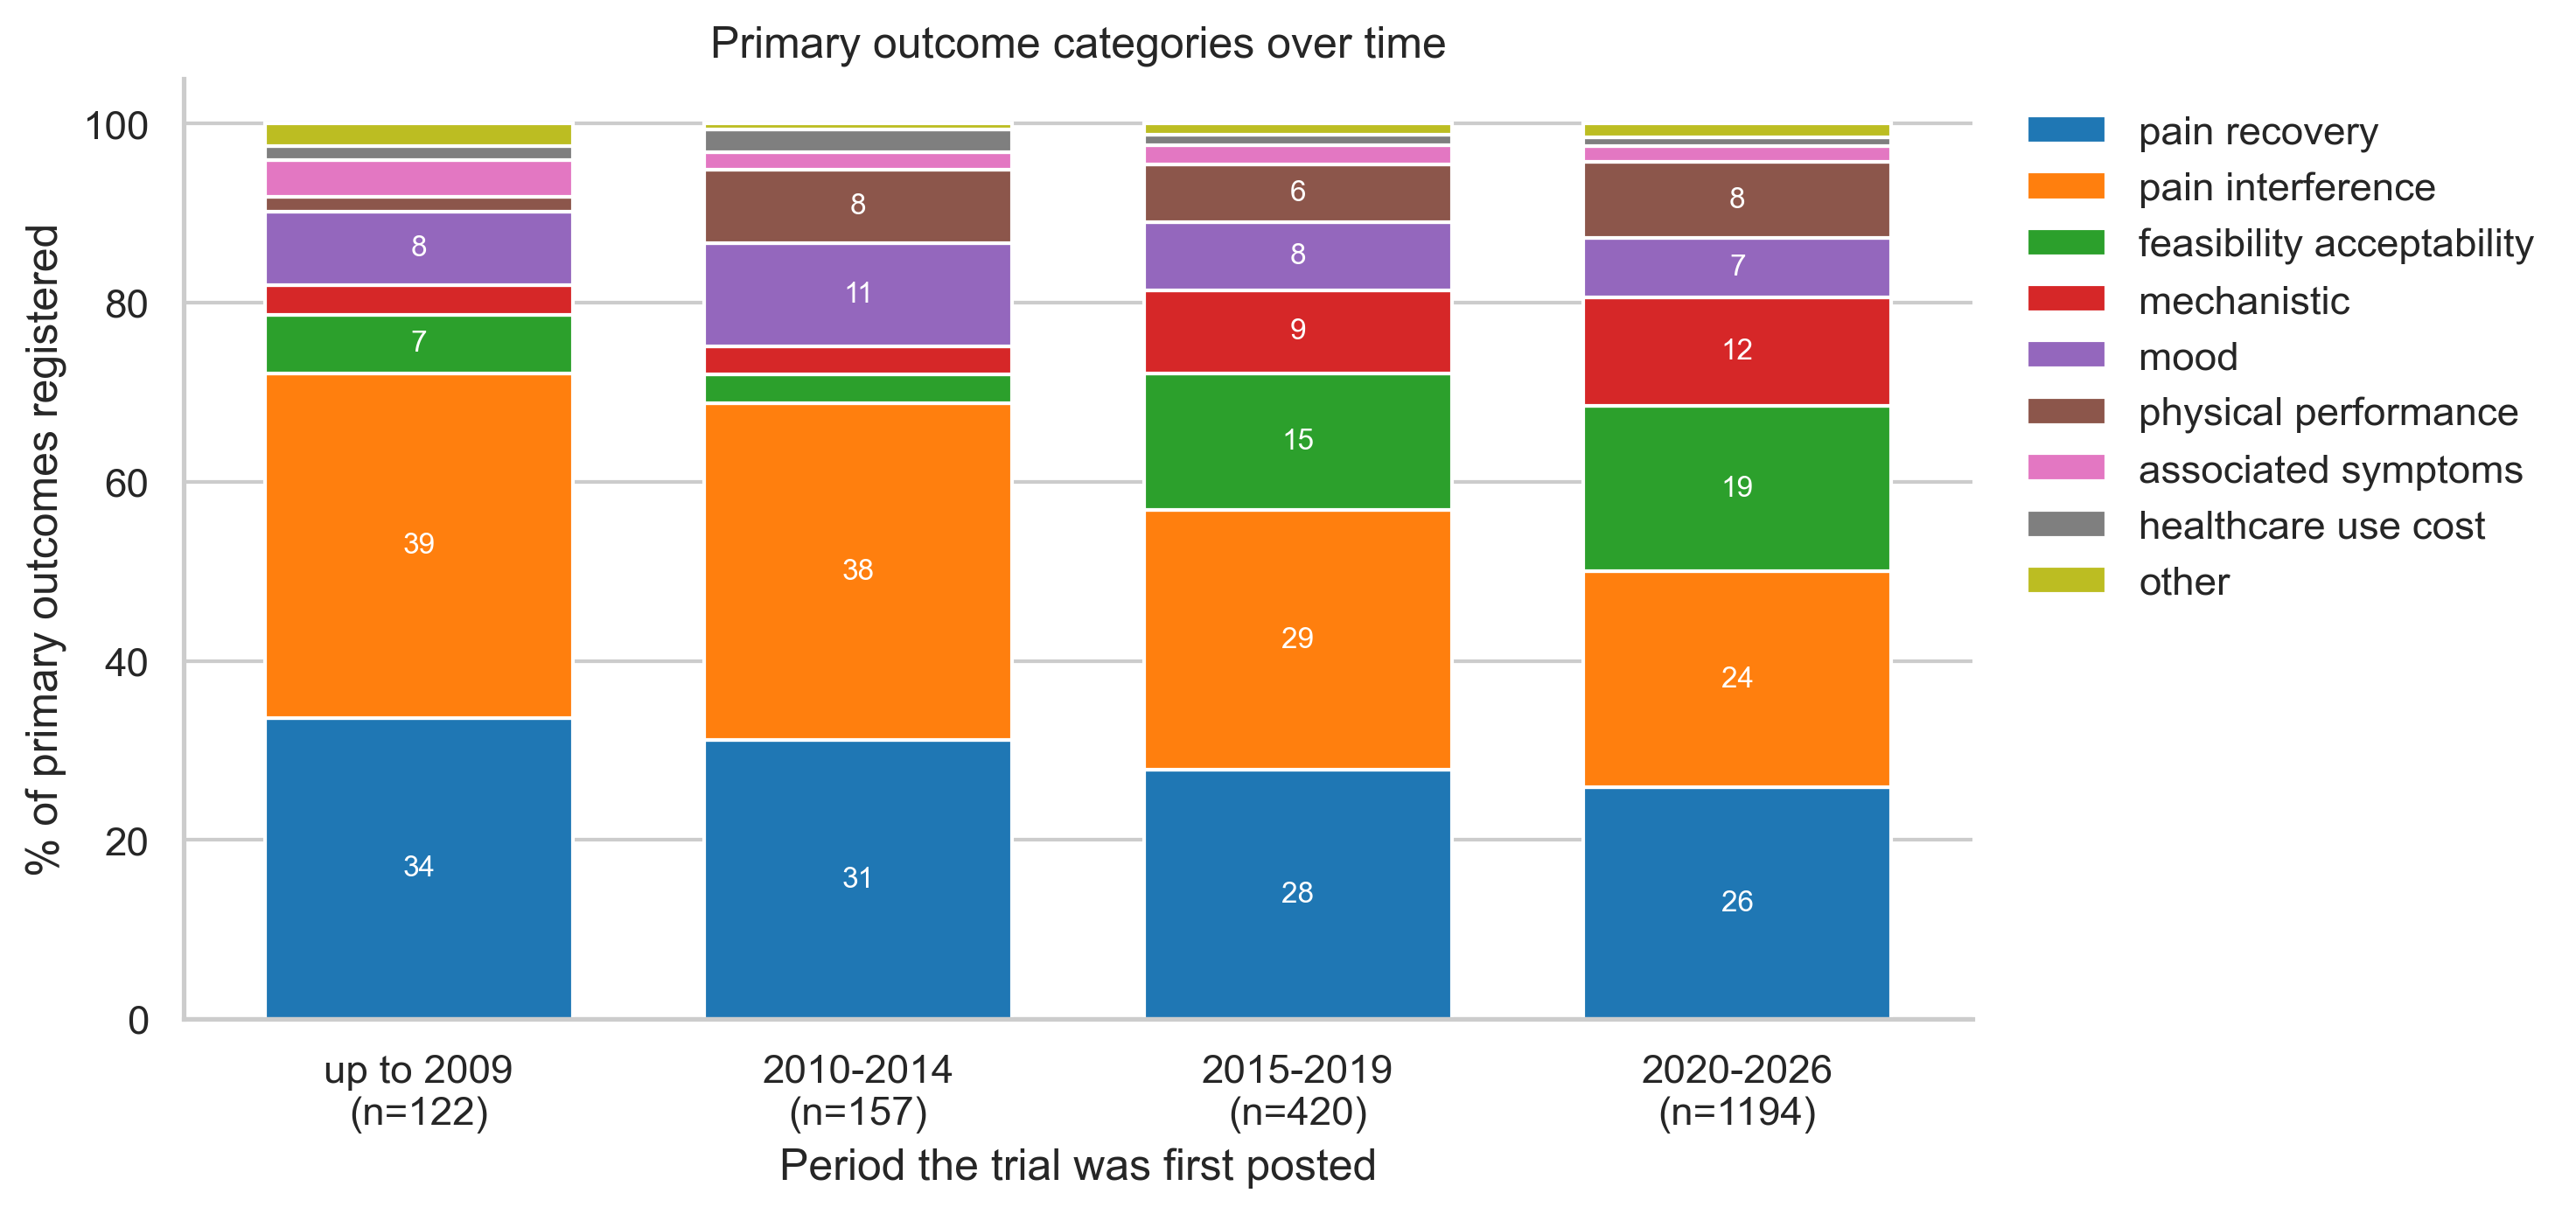 Primary outcome categories over time
% of primary outcomes registered
100
80
60
40
20
0
34
39
7
8
31
38
11
8
28
29
15
9
8
6
26
24
19
12
7
8
up to 2009
(n=122)
2010-2014
(n=157)
2015-2019
(n=420)
2020-2026
(n=1194)
Period the trial was first posted
pain recovery
pain interference
feasibility acceptability
mechanistic
mood
physical performance
associated symptoms
healthcare use cost
other